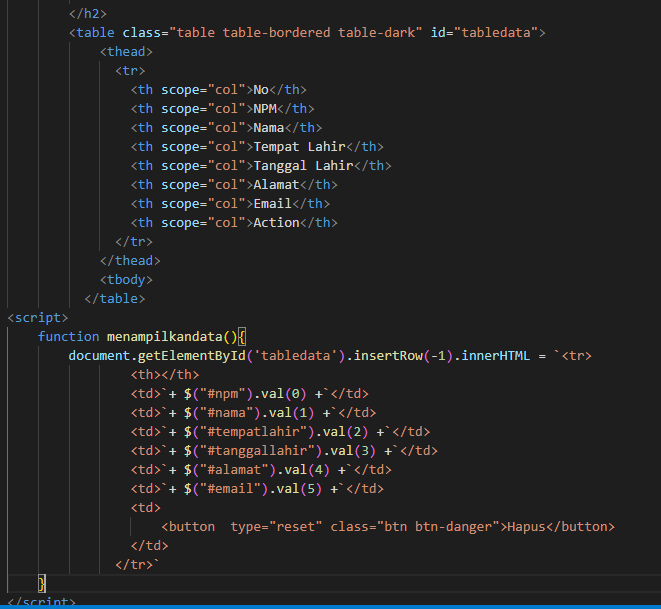 </h2>
<table class="table table-bordered table-dark" id="tabledata">
<thead>
<tr>
<th scope="col">No</th>
<th scope="col">NPM</th>
<th scope="col">Nama</th>
<th scope="col">Tempat Lahir</th>
<th scope="col">Tanggal Lahir</th>
<th scope="col">Alamat</th>
<th scope="col">Email</th>
<th scope="col">Action</th>
</tr>
</thead>
<tbody>
</table>
<script>
function menampilkandata(){
document.getElementById('tabledata').insertRow(-1).innerHTML = `<tr>
<th></th>
<td>`+ $("#npm").val(0) +`</td>
<td>`+ $("#nama").val(1) +`</td>
<td>`+ $("#tempatlahir").val(2) +`</td>
<td>`+ $("#tanggallahir").val(3) +`</td>
<td>`+ $("#alamat").val(4) +`</td>
<td>`+ $("#email").val(5) +`</td>
<td>
<button  type="reset" class="btn btn-danger">Hapus</button>
</td>
</tr>`
}
</script>